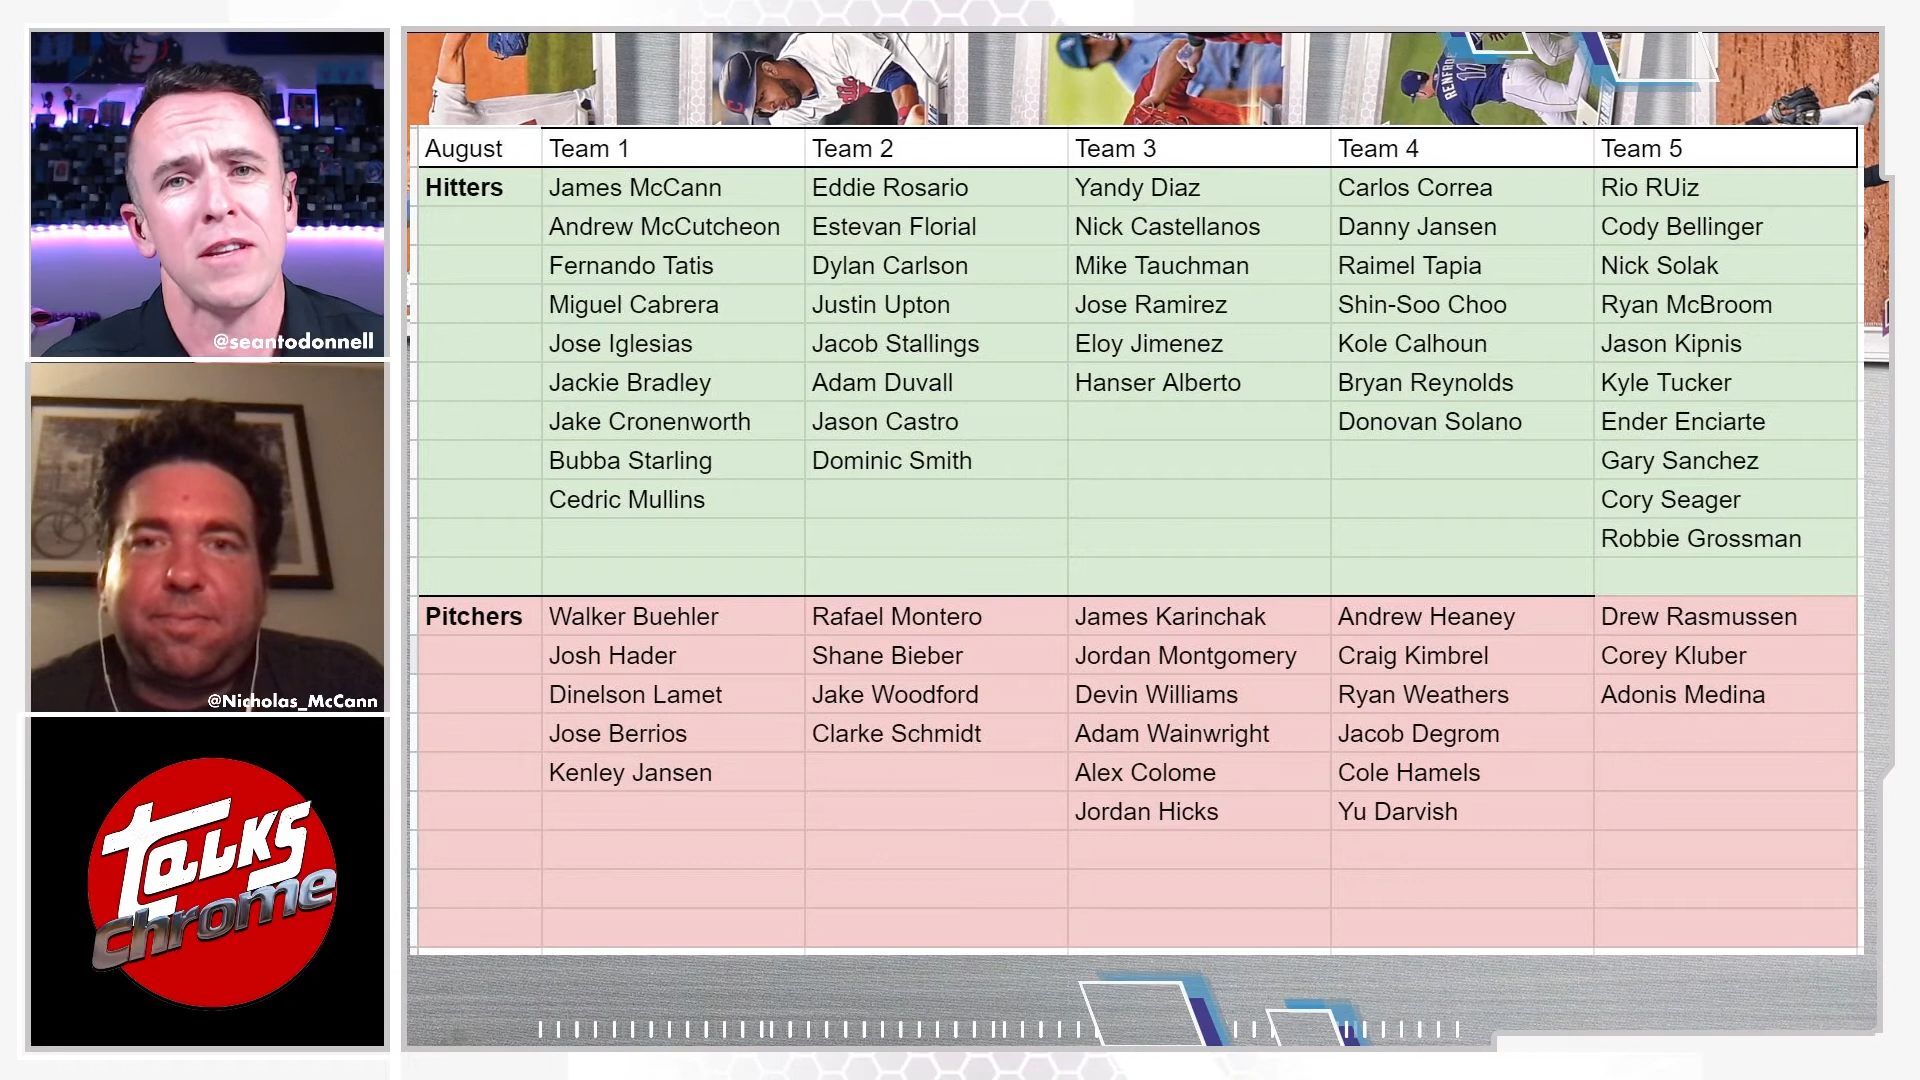 @seantodonnell
@Nicholas_McCann
TALKS
Chrome
RENFROE
11
August Team 1 Team 2 Team 3 Team 4 Team 5
Hitters James McCann Eddie Rosario Yandy Diaz Carlos Correa Rio RUiz
Andrew McCutcheon Estevan Florial Nick Castellanos Danny Jansen Cody Bellinger
Fernando Tatis Dylan Carlson Mike Tauchman Raimel Tapia Nick Solak
Miguel Cabrera Justin Upton Jose Ramirez Shin-Soo Choo Ryan McBroom
Jose Iglesias Jacob Stallings Eloy Jimenez Kole Calhoun Jason Kipnis
Jackie Bradley Adam Duvall Hanser Alberto Bryan Reynolds Kyle Tucker
Jake Cronenworth Jason Castro Donovan Solano Ender Enciarte
Bubba Starling Dominic Smith Gary Sanchez
Cedric Mullins Cory Seager
Robbie Grossman
Pitchers Walker Buehler Rafael Montero James Karinchak Andrew Heaney Drew Rasmussen
Josh Hader Shane Bieber Jordan Montgomery Craig Kimbrel Corey Kluber
Dinelson Lamet Jake Woodford Devin Williams Ryan Weathers Adonis Medina
Jose Berrios Clarke Schmidt Adam Wainwright Jacob Degrom
Kenley Jansen Alex Colome Cole Hamels
Jordan Hicks Yu Darvish